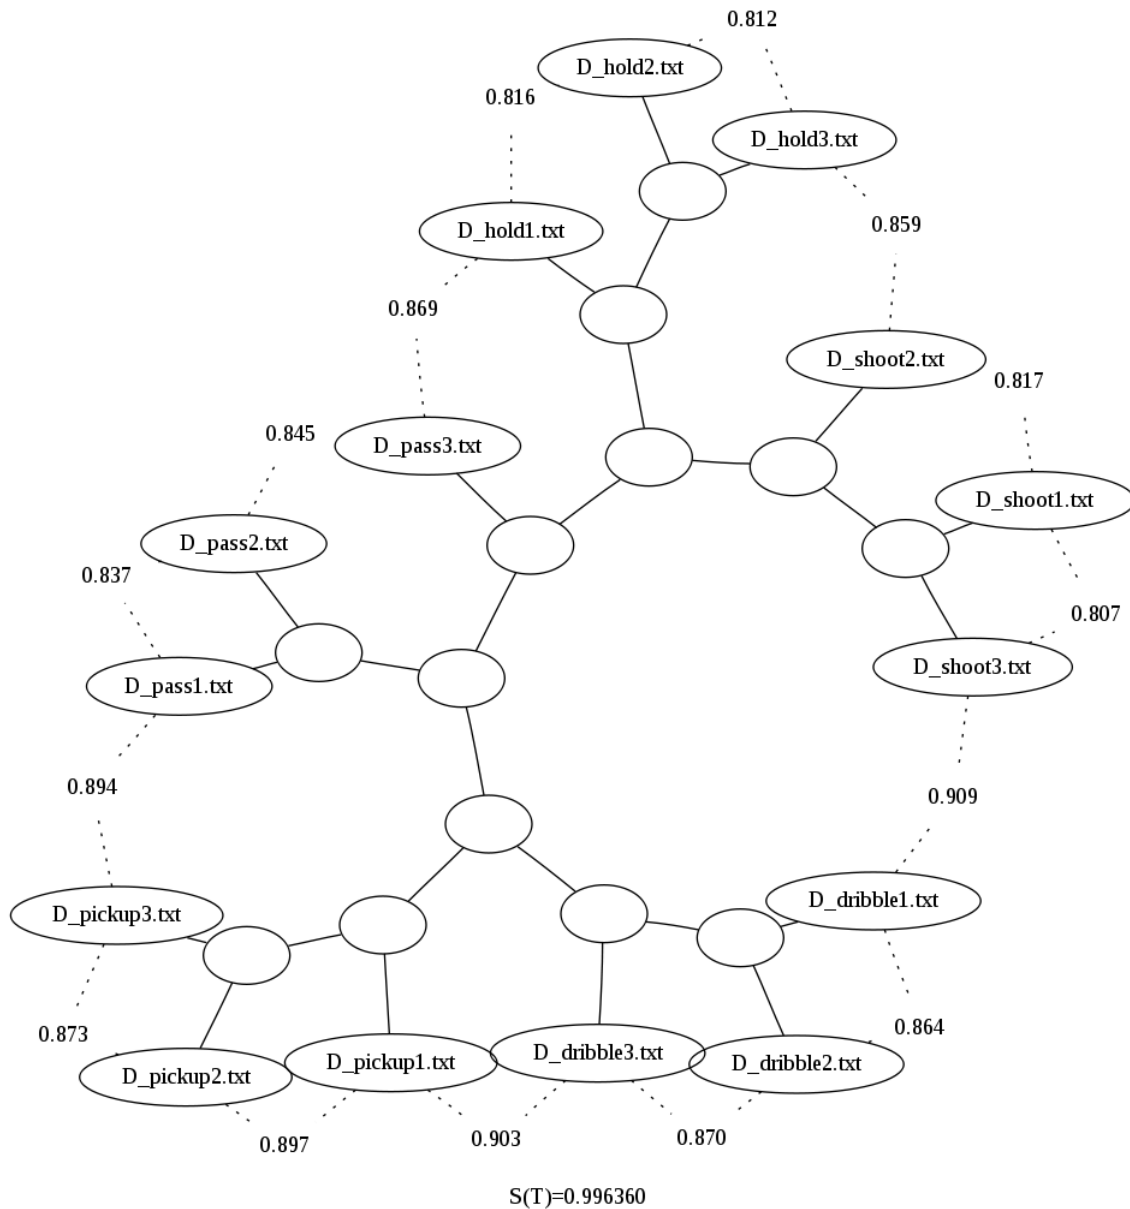 0.812
D_hold2.txt
0.816
D_hold3.txt
D_hold1.txt
0.859
0.869
D_shoot2.txt
0.817
0.845
D_pass3.txt
D_shoot1.txt
D_pass2.txt
0.837
0.807
D_shoot3.txt
D_pass1.txt
0.894
0.909
D_dribble1.txt
D_pickup3.txt
0.873
0.864
D_dribble3.txt
D_pickup1.txt
D_dribble2.txt
D_pickup2.txt
0.897
0.903
0.870
S(T)=0.996360